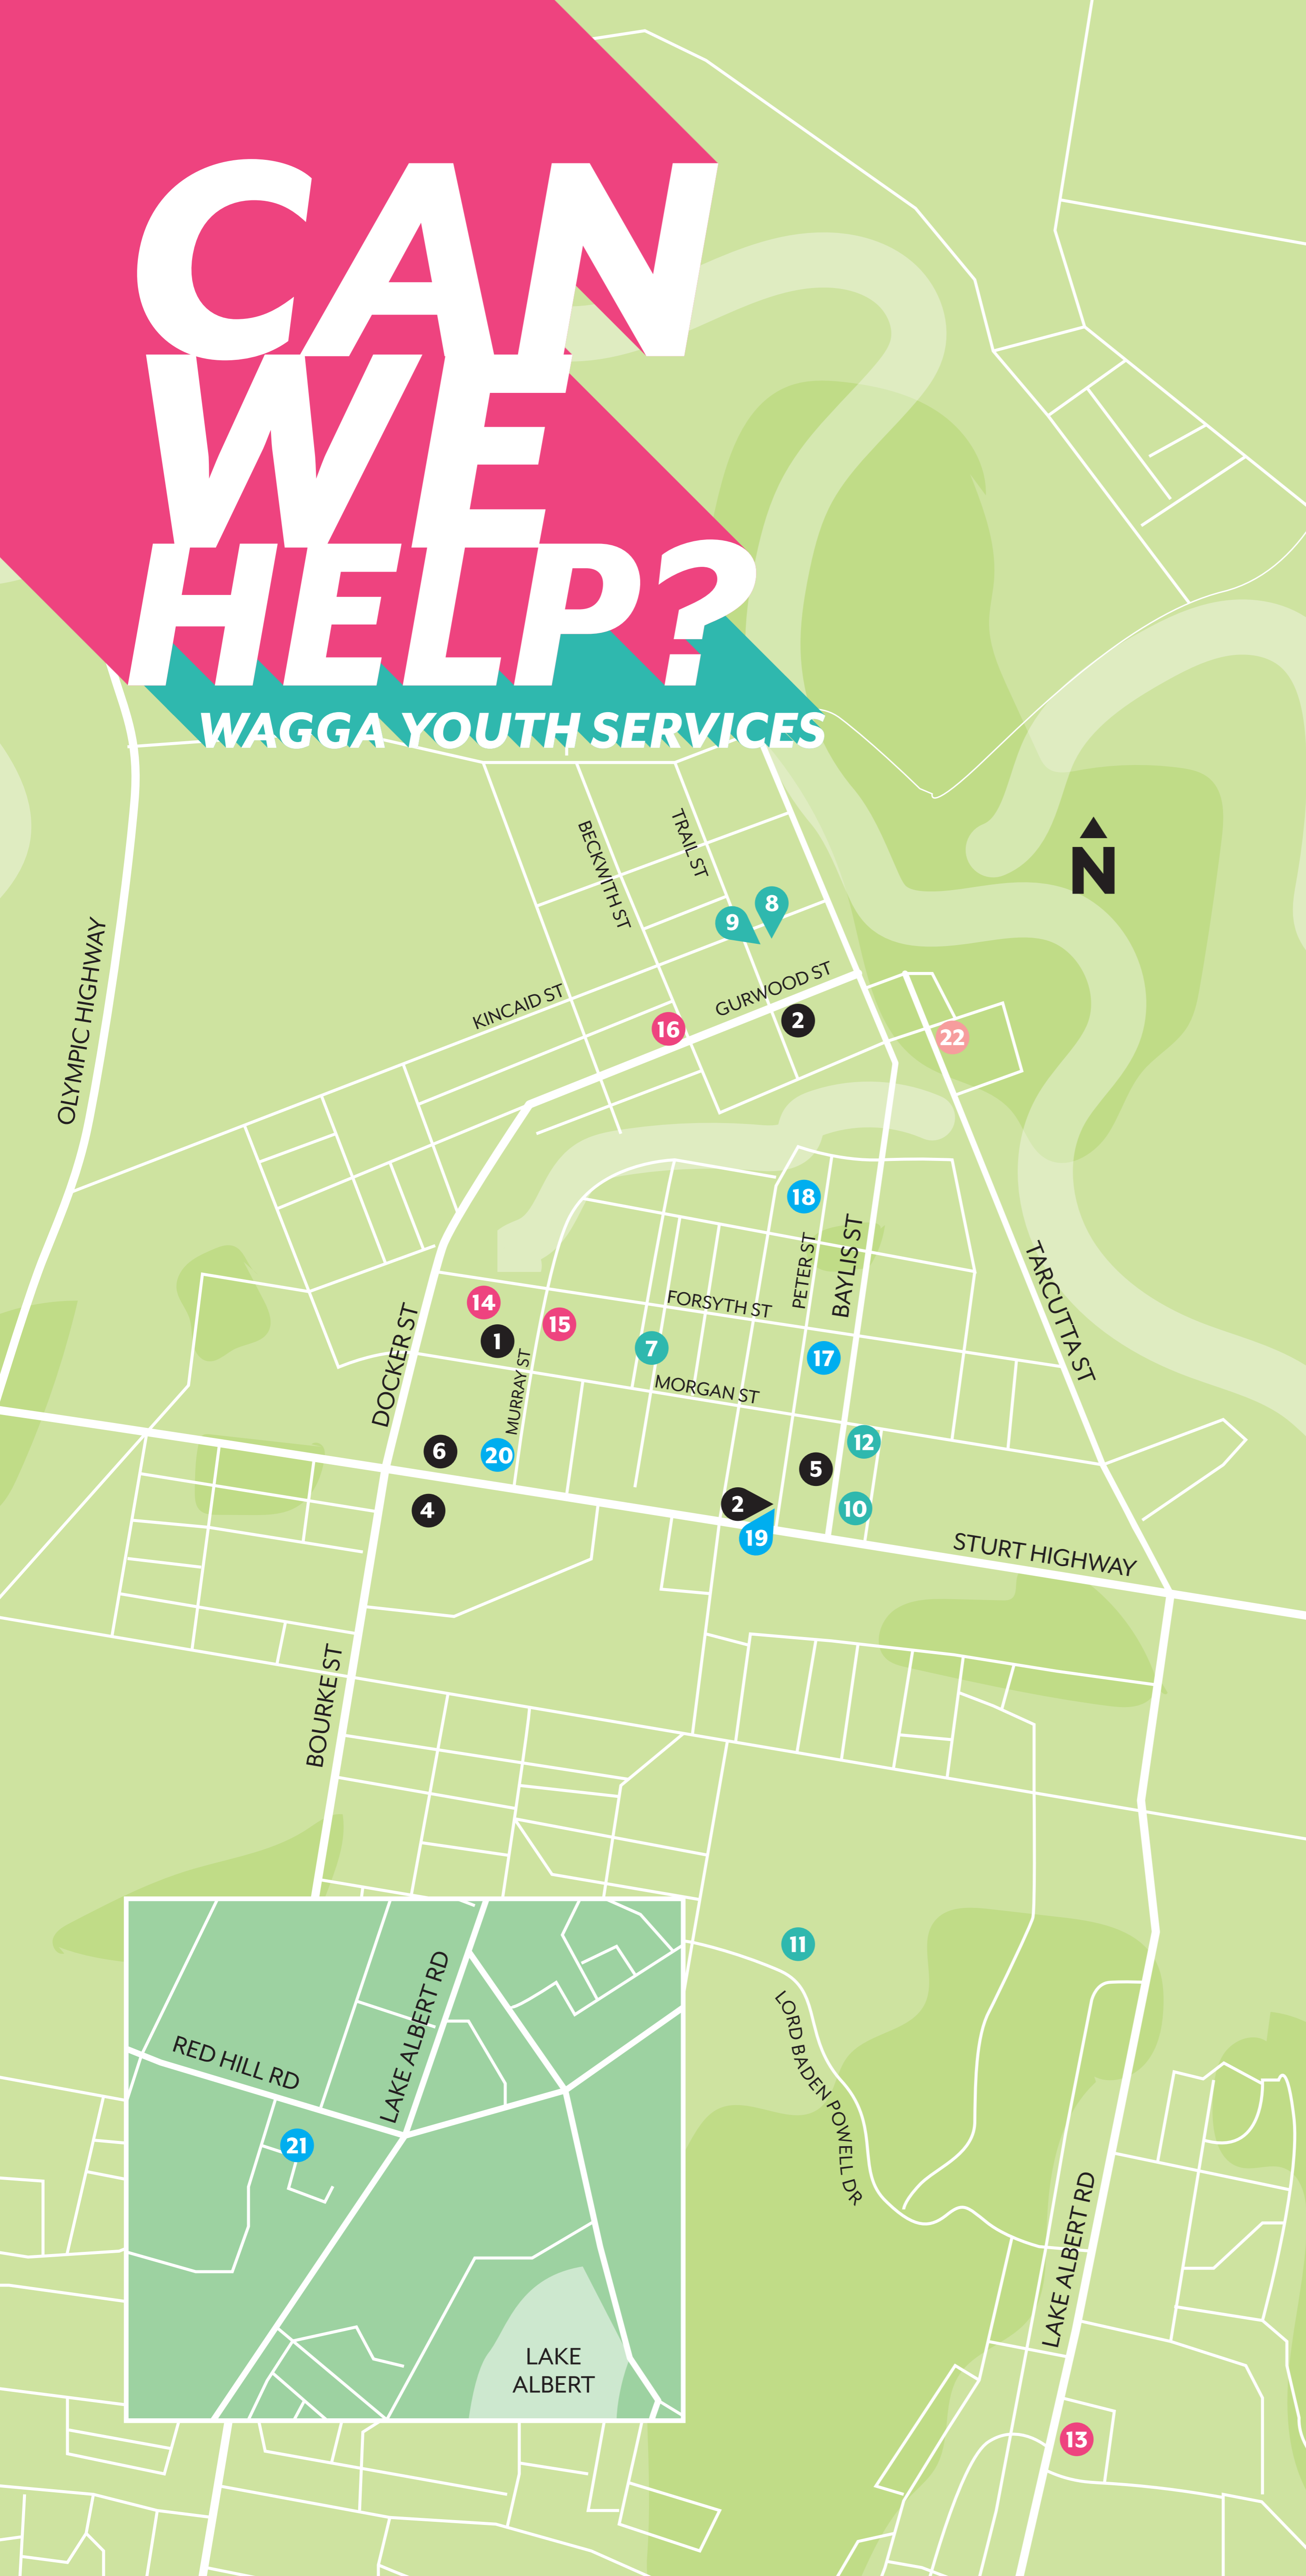 CAN
WE
HELP?
WAGGA YOUTH SERVICES
BECKWITH ST
TRAIL ST
N
8
9
OLYMPIC HIGHWAY
KINCAID ST
GURWOOD ST
16
2
22
18
PETER ST
BAYLIS ST
TARCUTTA ST
DOCKER ST
14
1
15
FORSYTH ST
7
17
MURRAY ST
MORGAN ST
6
20
12
5
4
2
19
10
STURT HIGHWAY
BOURKE ST
11
LORD BADEN POWELL DR
RED HILL RD
LAKE ALBERT RD
21
LAKE
ALBERT
LAKE ALBERT RD
13